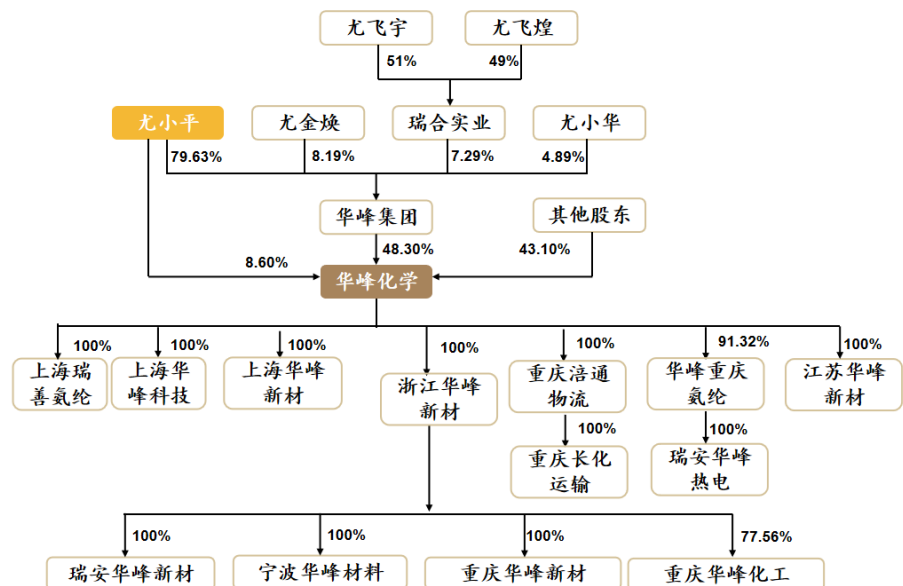 尤飞宇
尤飞煌
51%
49%
尤小平
尤金焕
瑞合实业
尤小华
79.63%
8.19%
7.29%
4.89%
华峰集团
其他股东
48.30%
43.10%
8.60%
华峰化学
100%
100%
100%
100%
100%
91.32%
100%
上海瑞
善氨纶
上海华
峰科技
上海华峰
新材
浙江华峰
新材
重庆涪通
物流
华峰重庆
氨纶
江苏华峰
新材
100%
100%
重庆长化
运输
瑞安华峰
热电
100%
100%
100%
77.56%
瑞安华峰新材
宁波华峰材料
重庆华峰新材
重庆华峰化工